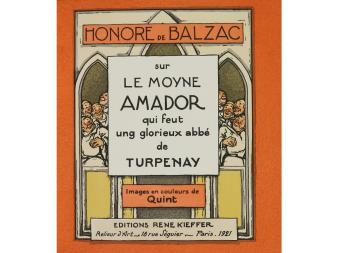 HONORE DE BALZAC
sur
LE MOYNE
AMADOR
qui feut
ung glorieux abbé
de
TURPENAY
Images en couleurs de
Quint
EDITIONS RENE KIEFFER
Relieur d'Art _ 18 rue Séguier _ Paris. 1921